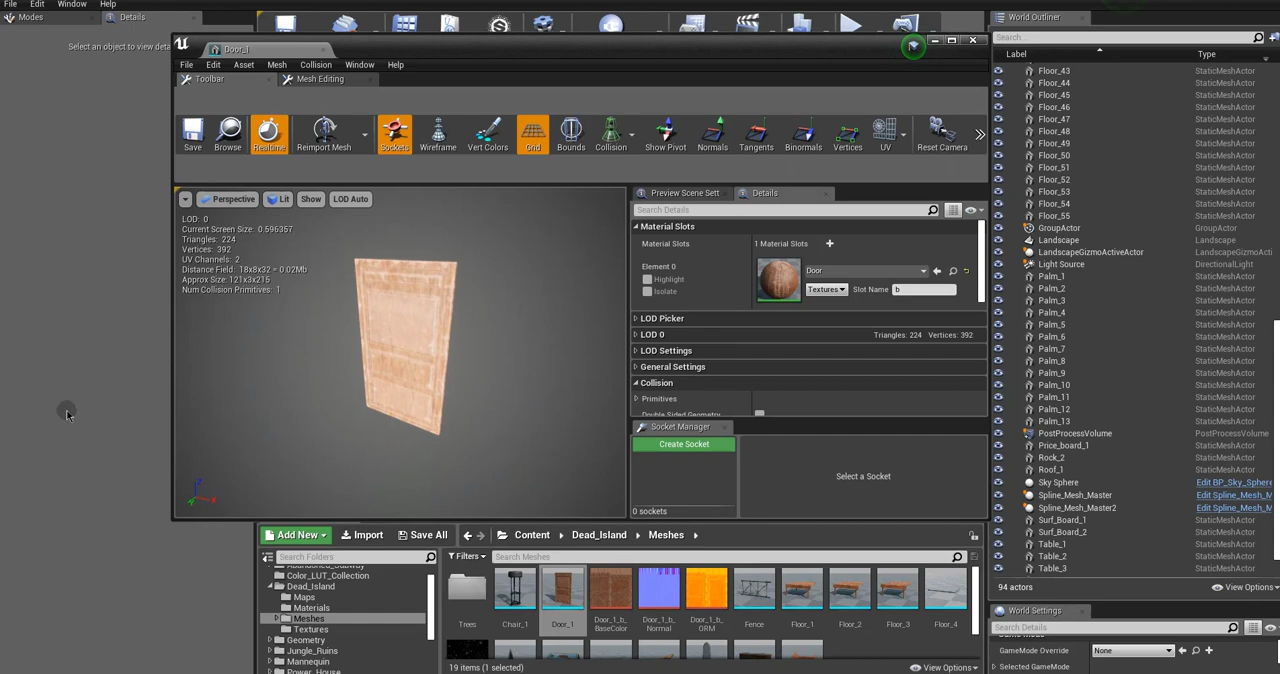 File Edit Window Help
Modes Details
Select an object to view deta
Door_1
File Edit Asset Mesh Collision Window Help
Toolbar Mesh Editing
Save Browse Realtime Reimport Mesh Sockets Wireframe Vert Colors Grid Bounds Collision Show Pivot Normals Tangents Binormals Vertices UV Reset Camera
Perspective Lit Show LOD Auto
LOD: 0
Current Screen Size: 0.596357
Triangles: 224
Vertices: 392
UV Channels: 2
Distance Field: 18x8x32 = 0.02Mb
Approx Size: 121x3x215
Num Collision Primitives: 1
Z
Y X
Preview Scene Sett Details
Search Details
Material Slots
Material Slots 1 Material Slots
Element 0
Highlight
Isolate
Door
Textures Slot Name b
LOD Picker
LOD 0 Triangles: 224 Vertices: 392
LOD Settings
General Settings
Collision
Primitives
Double Sided Geometry
Socket Manager
Create Socket
Select a Socket
0 sockets
Add New Import Save All Content Dead_Island Meshes
Search Folders
Abandoned_Subway
Color_LUT_Collection
Dead_Island
Maps
Materials
Meshes
Textures
Geometry
Jungle_Ruins
Mannequin
Power_House
Filters Search Meshes
Trees
Chair_1
Door_1
Door_1_b_BaseColor
Door_1_b_Normal
Door_1_b_ORM
Fence
Floor_1
Floor_2
Floor_3
Floor_4
19 items (1 selected) View Options
World Outliner
Search...
Label Type
Floor_43 StaticMeshActor
Floor_44 StaticMeshActor
Floor_45 StaticMeshActor
Floor_46 StaticMeshActor
Floor_47 StaticMeshActor
Floor_48 StaticMeshActor
Floor_49 StaticMeshActor
Floor_50 StaticMeshActor
Floor_51 StaticMeshActor
Floor_52 StaticMeshActor
Floor_53 StaticMeshActor
Floor_54 StaticMeshActor
Floor_55 StaticMeshActor
GroupActor GroupActor
Landscape Landscape
LandscapeGizmoActiveActor LandscapeGizmoActi
Light Source DirectionalLight
Palm_1 StaticMeshActor
Palm_2 StaticMeshActor
Palm_3 StaticMeshActor
Palm_4 StaticMeshActor
Palm_5 StaticMeshActor
Palm_6 StaticMeshActor
Palm_7 StaticMeshActor
Palm_8 StaticMeshActor
Palm_9 StaticMeshActor
Palm_10 StaticMeshActor
Palm_11 StaticMeshActor
Palm_12 StaticMeshActor
Palm_13 StaticMeshActor
PostProcessVolume PostProcessVolume
Price_board_1 StaticMeshActor
Rock_2 StaticMeshActor
Roof_1 StaticMeshActor
Sky Sphere Edit BP_Sky_Sphere
Spline_Mesh_Master Edit Spline_Mesh_M
Spline_Mesh_Master2 Edit Spline_Mesh_M
Surf_Board_1 StaticMeshActor
Surf_Board_2 StaticMeshActor
Table_1 StaticMeshActor
Table_2 StaticMeshActor
Table_3 StaticMeshActor
94 actors View Options
World Settings
Search Details
Game Mode
GameMode Override None
Selected GameMode